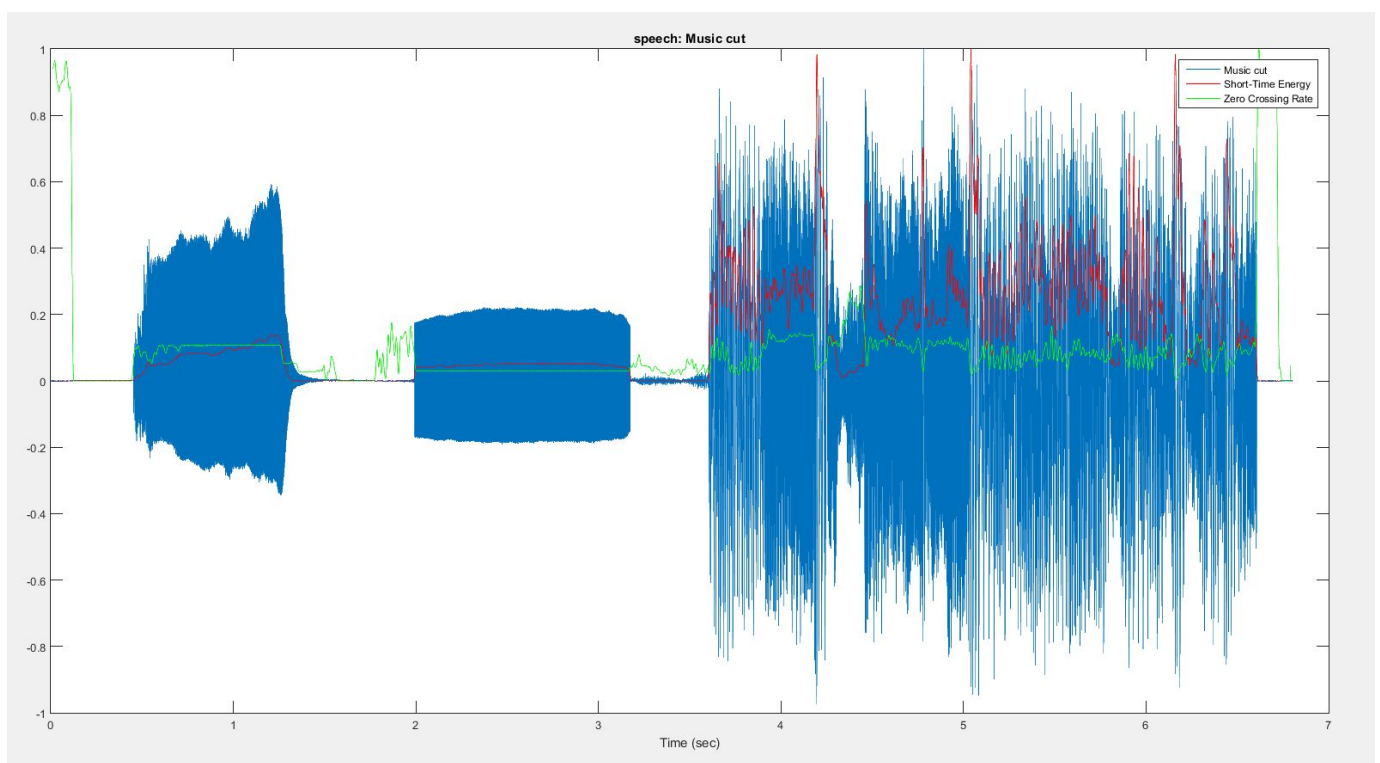 speech: Music cut
Music cut
Short-Time Energy
Zero Crossing Rate
1
0.8
0.6
0.4
0.2
0
-0.2
-0.4
-0.6
-0.8
-1
0 1 2 3 4 5 6 7
Time (sec)